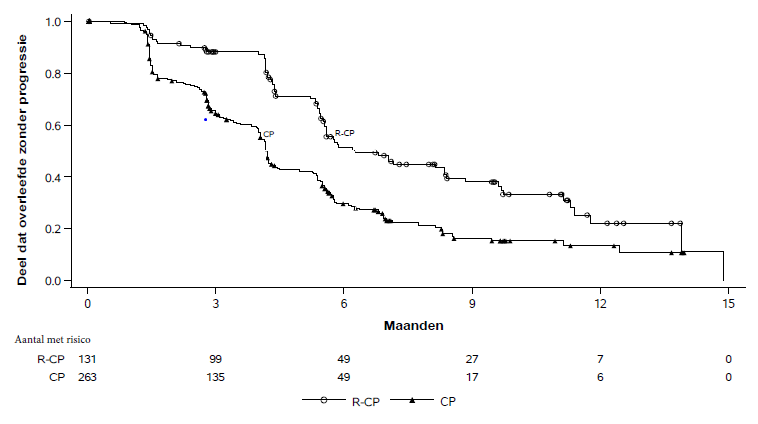 Deel dat overleefde zonder progressie
1.0
0.8
0.6
0.4
0.2
0.0
CP
R-CP
0 3 6 9 12 15
Maanden
Aantal met risico
R-CP 131 99 49 27 7 0
CP 263 135 49 17 6 0
R-CP CP